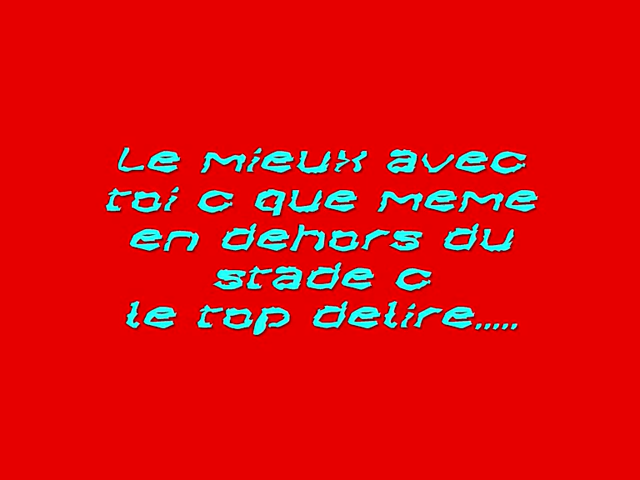 Le mieux avec
toi c que meme
en dehors du
stade c
le top delire.....